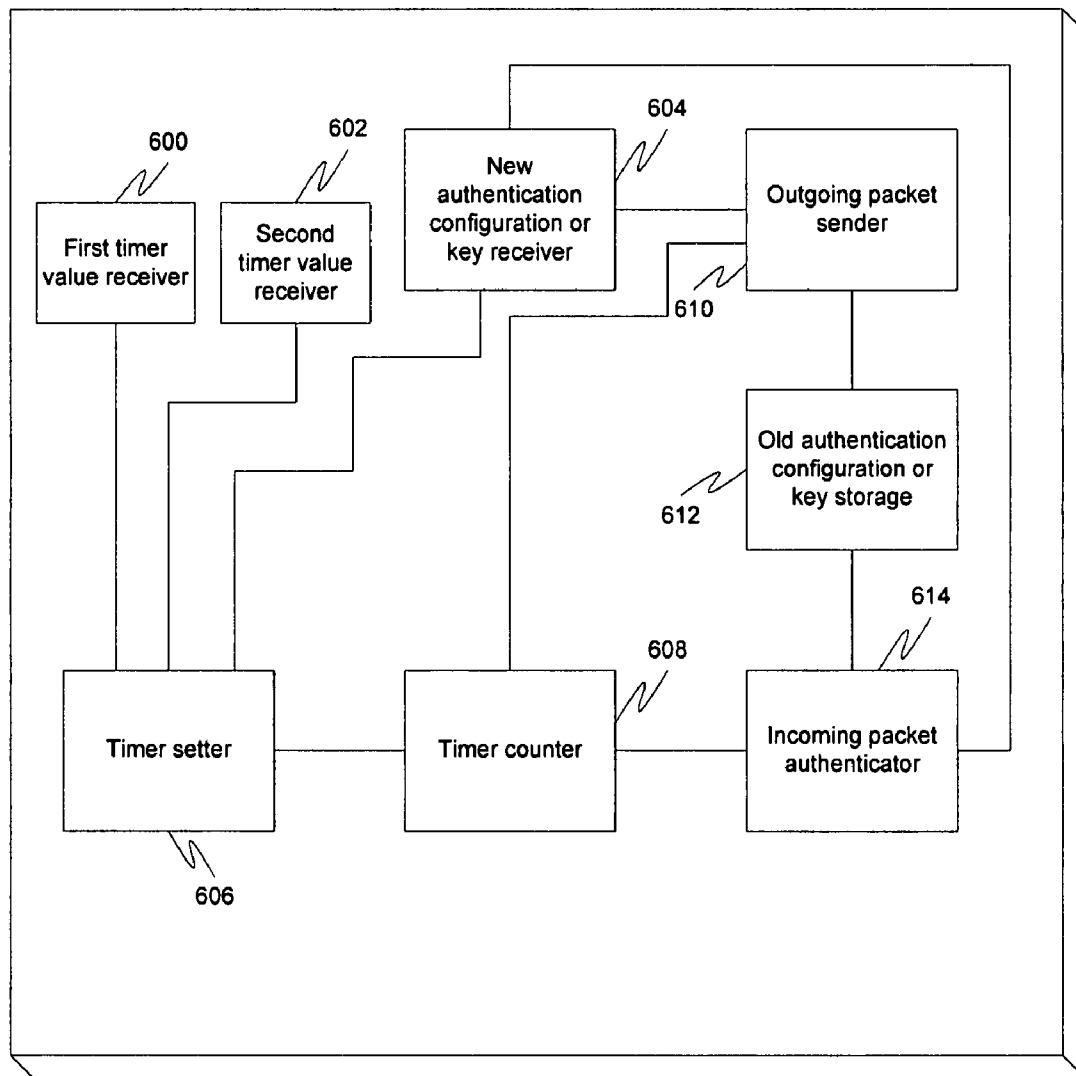 600
602
604
First timer
value receiver
Second
timer value
receiver
New
authentication
configuration or
key receiver
Outgoing packet
sender
610
Old authentication
configuration or
key storage
612
614
608
Timer setter
Timer counter
Incoming packet
authenticator
606